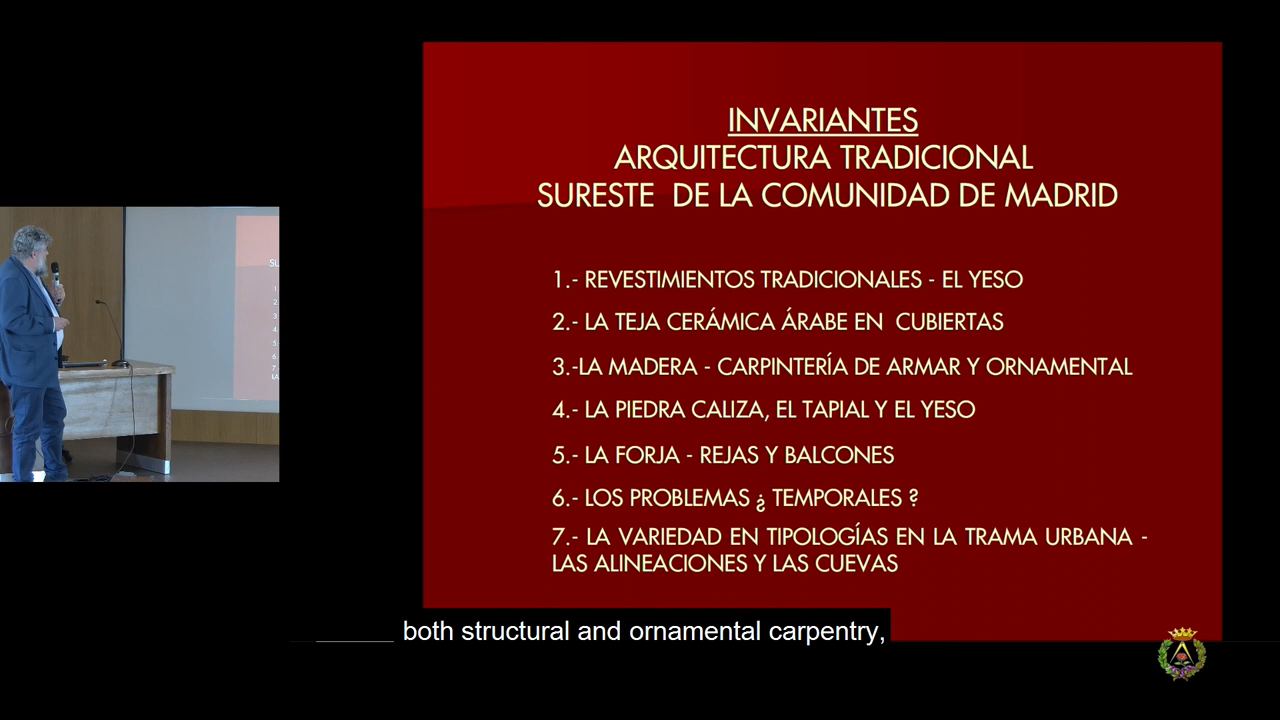 INVARIANTES
ARQUITECTURA TRADICIONAL
SURESTE DE LA COMUNIDAD DE MADRID
1.- REVESTIMIENTOS TRADICIONALES - EL YESO
2.- LA TEJA CERÁMICA ÁRABE EN CUBIERTAS
3.-LA MADERA - CARPINTERÍA DE ARMAR Y ORNAMENTAL
4.- LA PIEDRA CALIZA, EL TAPIAL Y EL YESO
5.- LA FORJA - REJAS Y BALCONES
6.- LOS PROBLEMAS ¿ TEMPORALES ?
7.- LA VARIEDAD EN TIPOLOGÍAS EN LA TRAMA URBANA -
LAS ALINEACIONES Y LAS CUEVAS
both structural and ornamental carpentry,